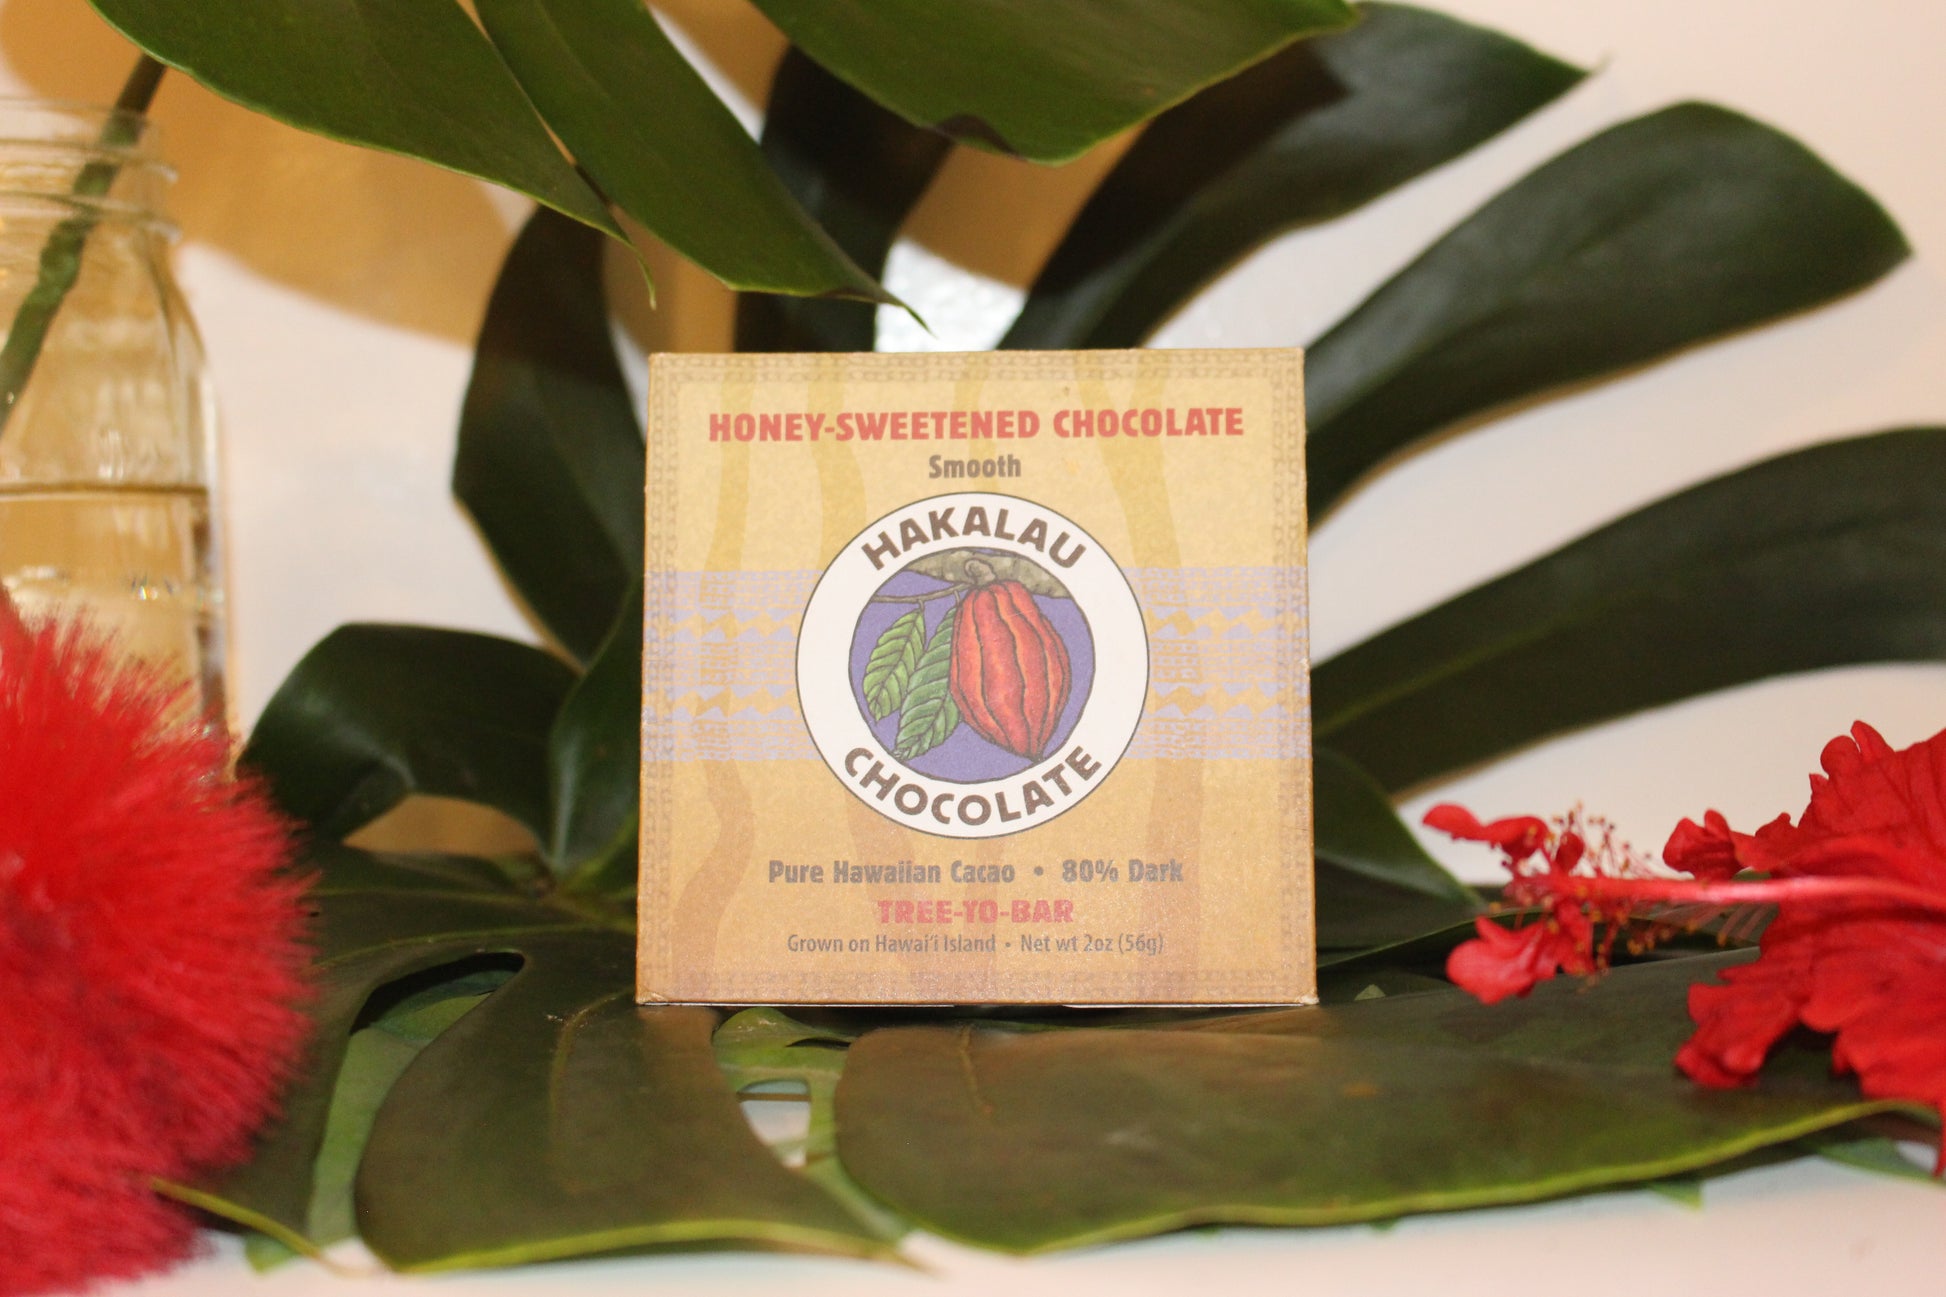 HONEY-SWEETENED CHOCOLATE
Smooth
HAKALAU
CHOCOLATE
Pure Hawaiian Cacao • 80% Dark
TREE-TO-BAR
Grown on Hawai‘i Island • Net wt 2oz (56g)